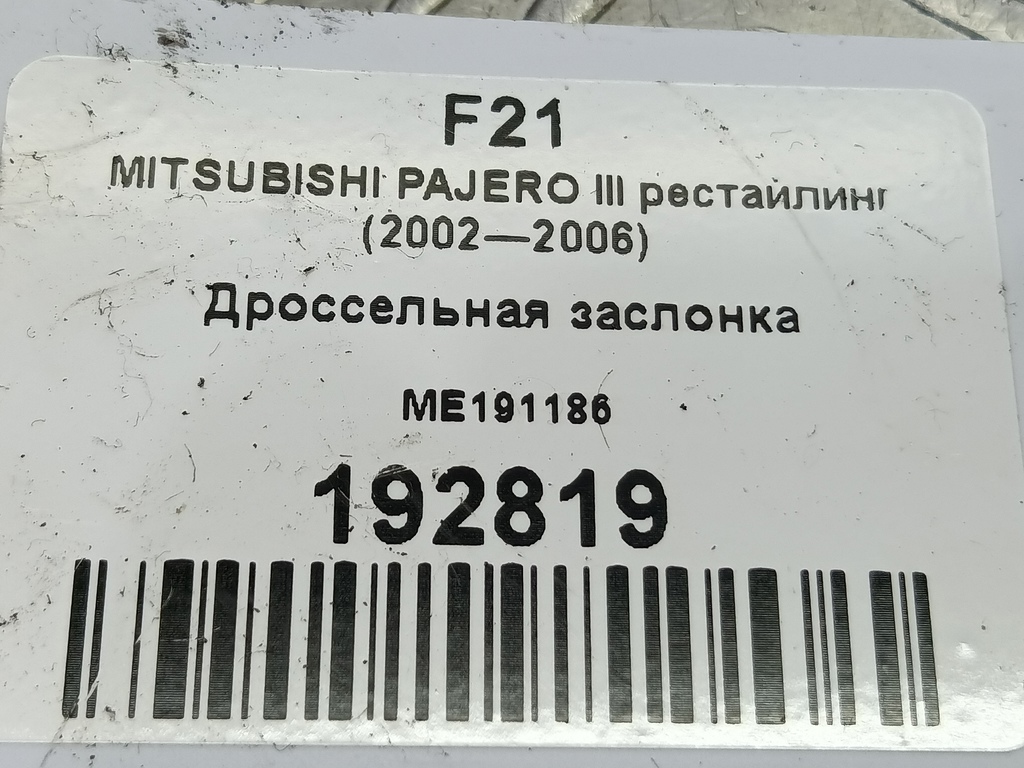 F21
MITSUBISHI PAJERO III рестайлинг
(2002—2006)
Дроссельная заслонка
ME191186
192819